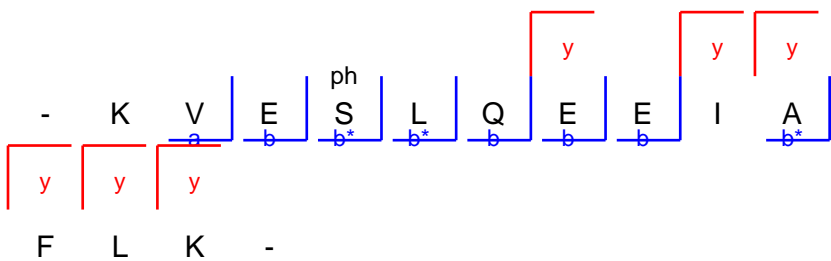 y y y
ph
- K V E S L Q E E I A
a b b* b* b b b b*
y y y
F L K -